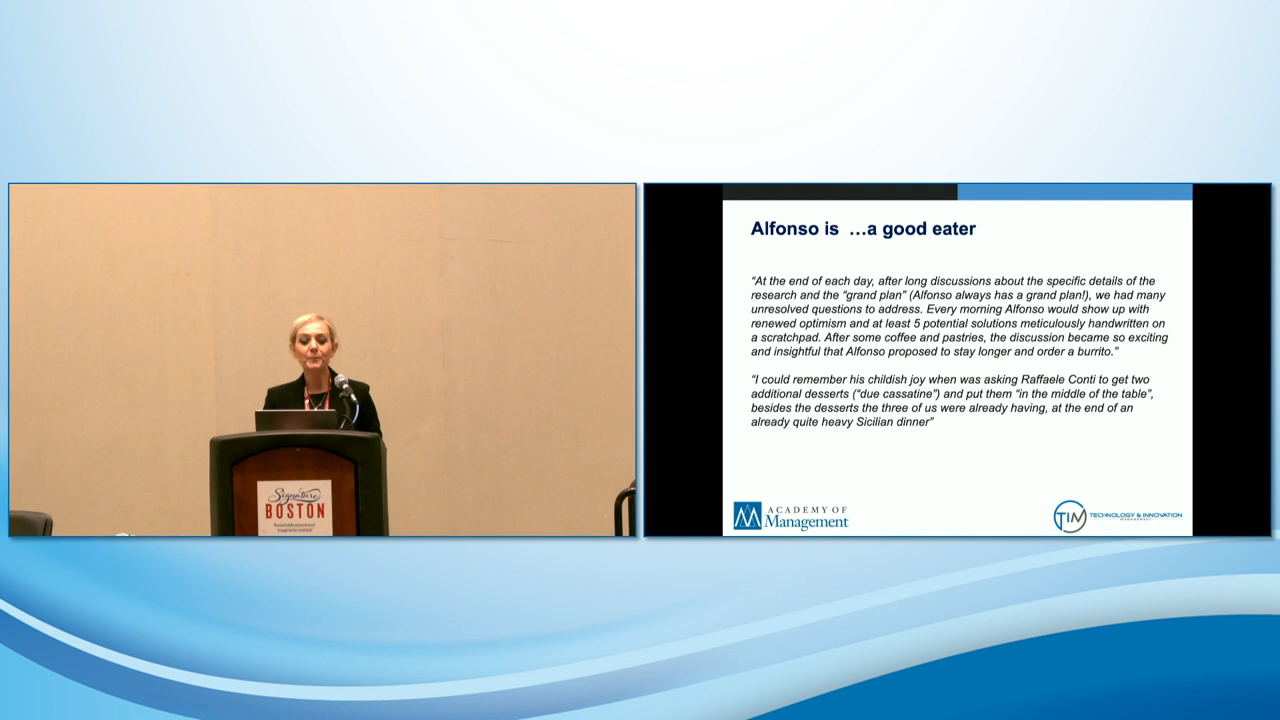 Signature
BOSTON
Alfonso is …a good eater
“At the end of each day, after long discussions about the specific details of the
research and the “grand plan” (Alfonso always has a grand plan!), we had many
unresolved questions to address. Every morning Alfonso would show up with
renewed optimism and at least 5 potential solutions meticulously handwritten on
a scratchpad. After some coffee and pastries, the discussion became so exciting
and insightful that Alfonso proposed to stay longer and order a burrito.”
“I could remember his childish joy when was asking Raffaele Conti to get two
additional desserts (“due cassatine”) and put them “in the middle of the table”,
besides the desserts the three of us were already having, at the end of an
already quite heavy Sicilian dinner”
ACADEMY OF
Management
TIM
TECHNOLOGY & INNOVATION
MANAGEMENT